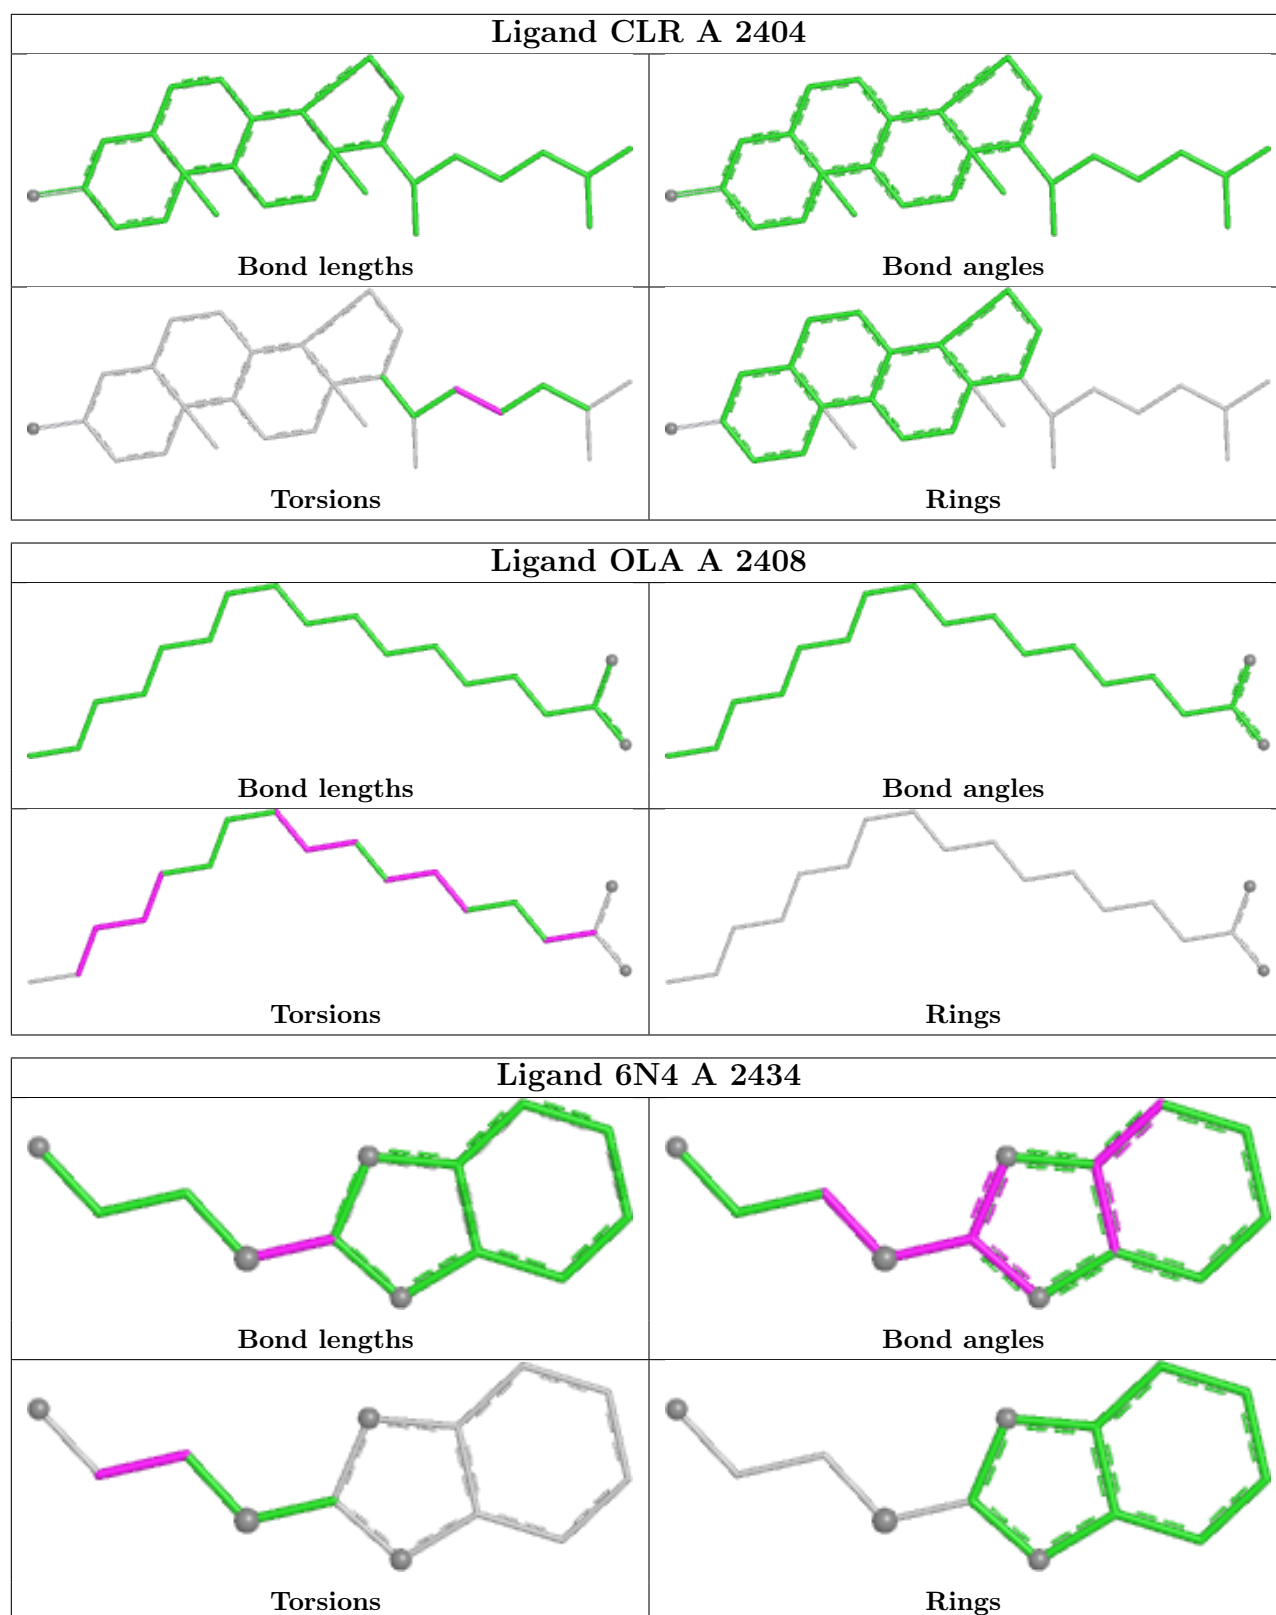 Ligand CLR A 2404
Bond lengths
Bond angles
Torsions
Rings
Ligand OLA A 2408
Bond lengths
Bond angles
Torsions
Rings
Ligand 6N4 A 2434
Bond lengths
Bond angles
Torsions
Rings